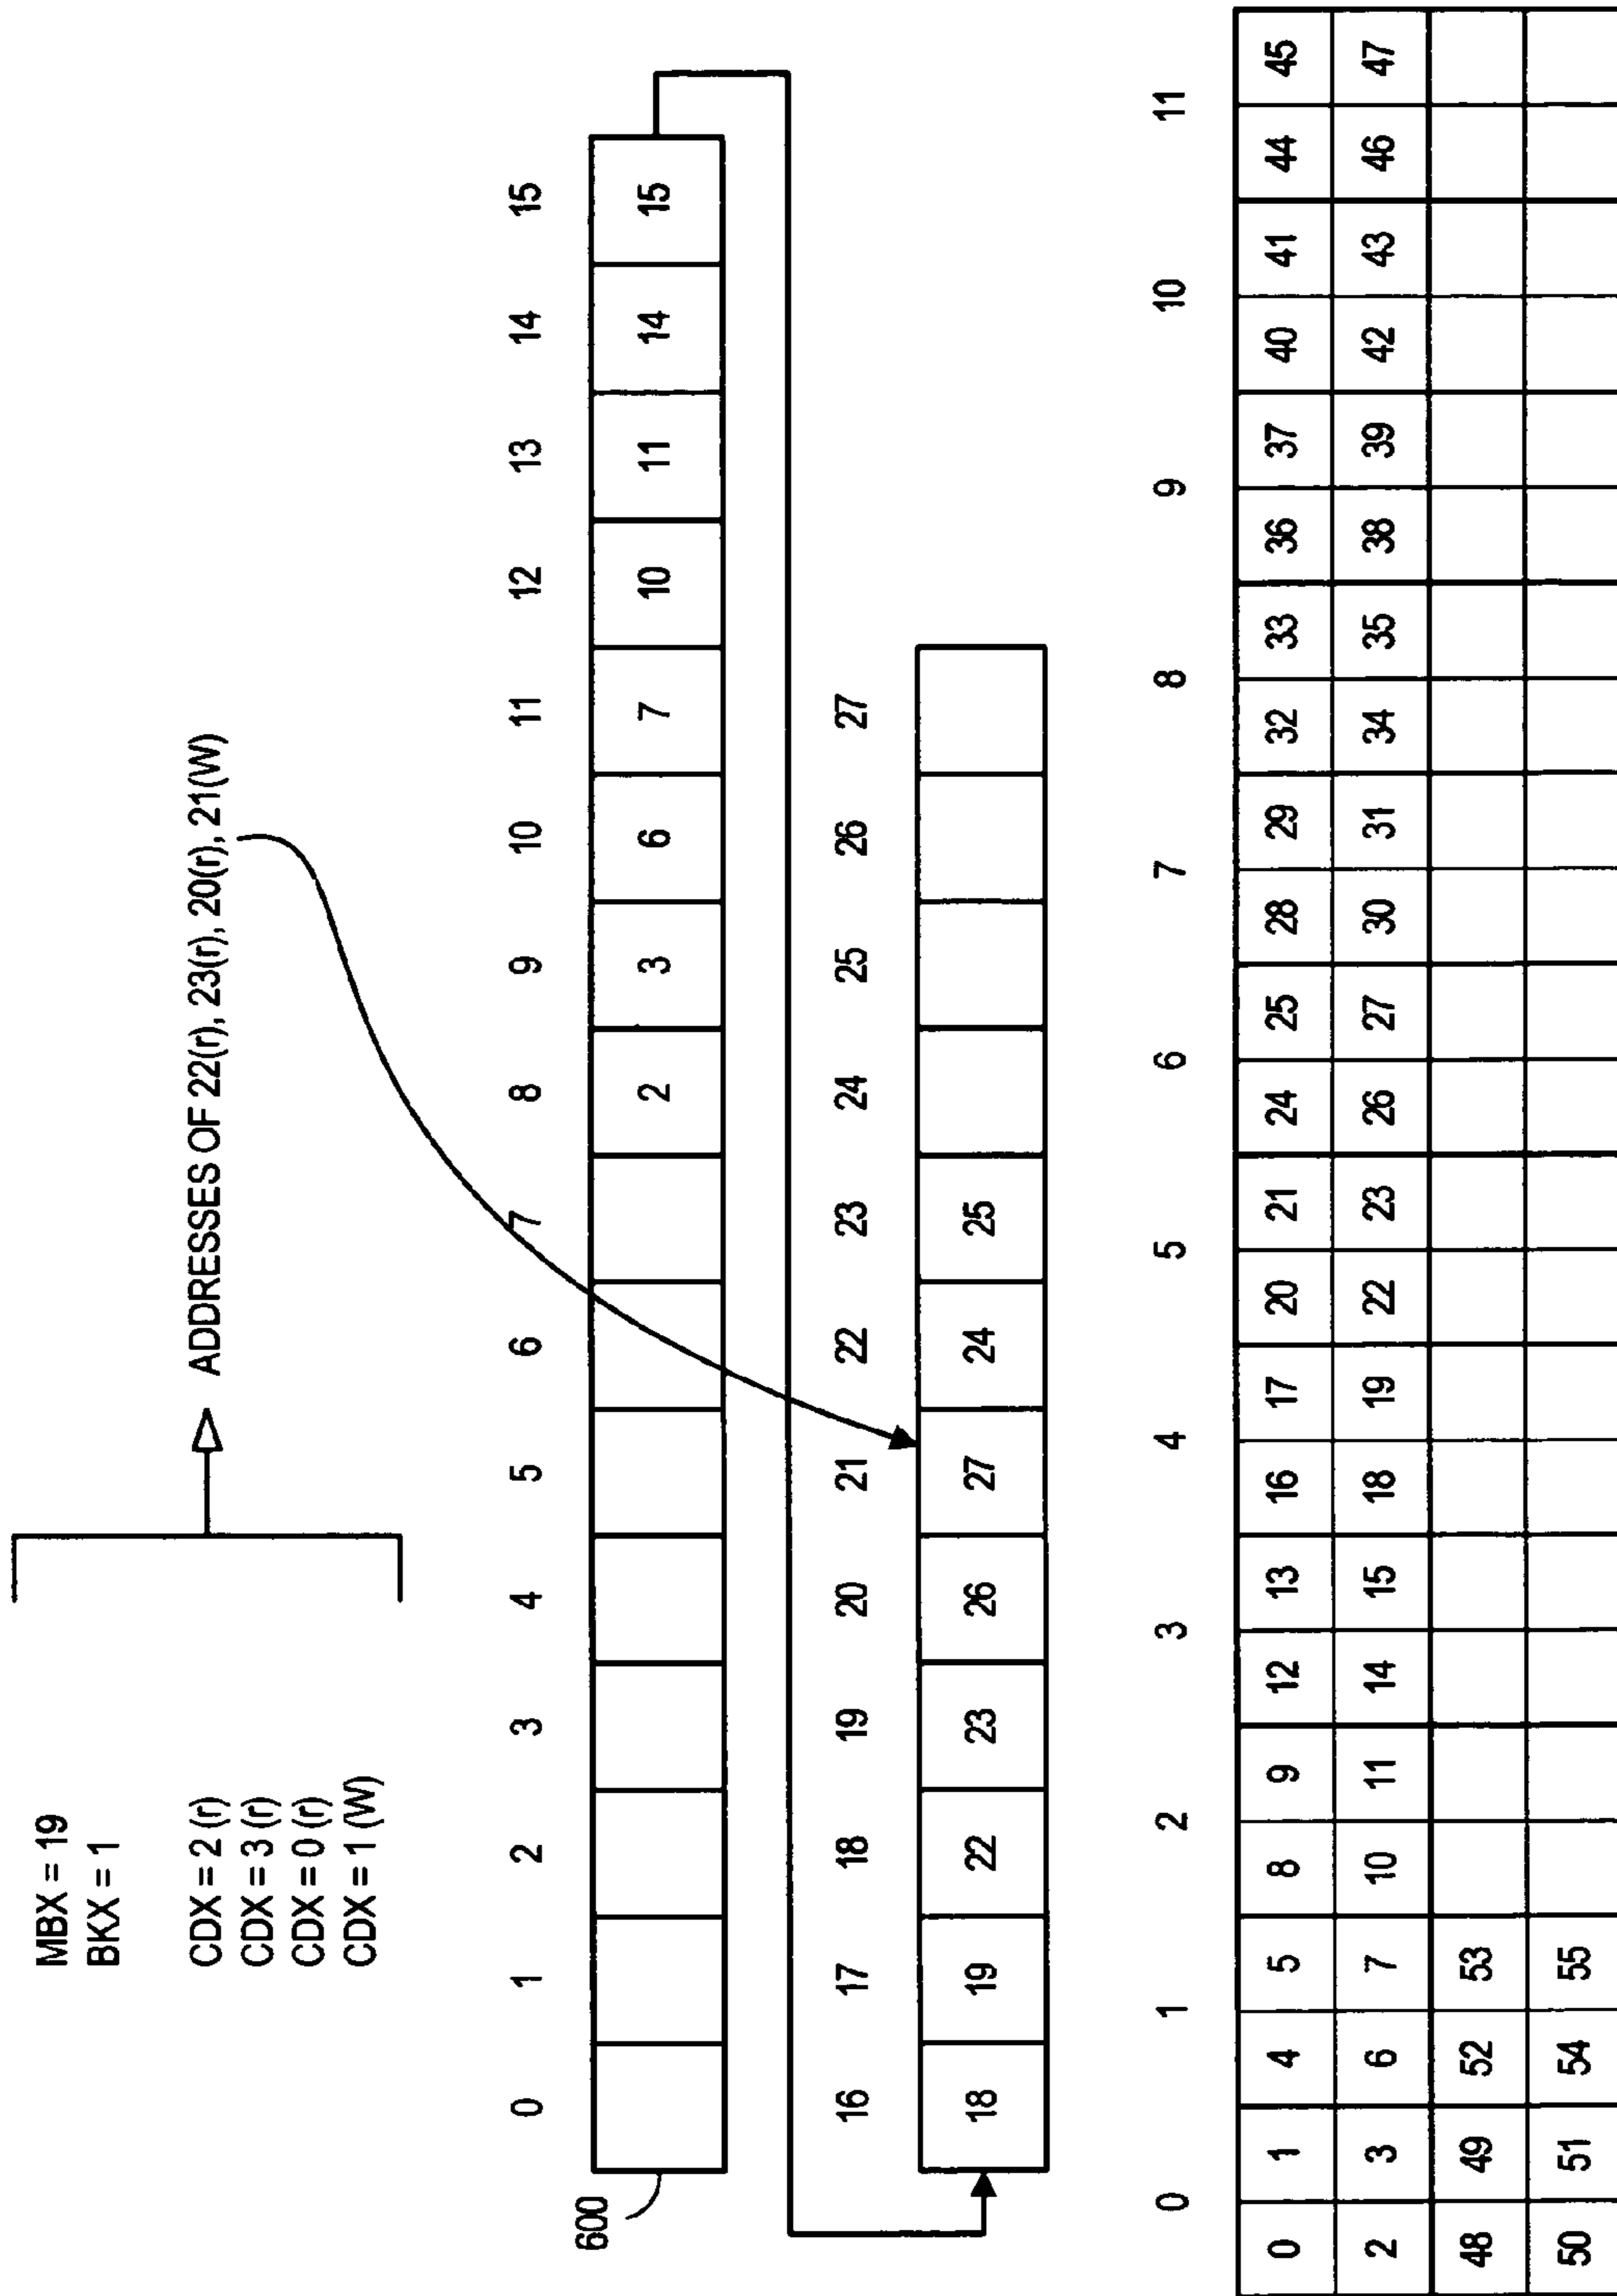 MBX = 19
BKX = 1
CDX = 2 (r)
CDX = 3 (r)
CDX = 0 (r)
CDX = 1 (W)
ADDRESSES OF 22(r), 23(r), 20(r), 21(W)
0 1 2 3 4 5 6 7 8 9 10 11 12 13 14 15
600
2 3 6 7 10 11 14 15
16 17 18 19 20 21 22 23 24 25 26 27
18 19 22 23 26 27 24 25
0 1 2 3 4 5 6 7 8 9 10 11
0 1 4 5 8 9 12 13 16 17 20 21 24 25 28 29 32 33 36 37 40 41 44 45
2 3 6 7 10 11 14 15 18 19 22 23 26 27 30 31 34 35 38 39 42 43 46 47
48 49 52 53
50 51 54 55